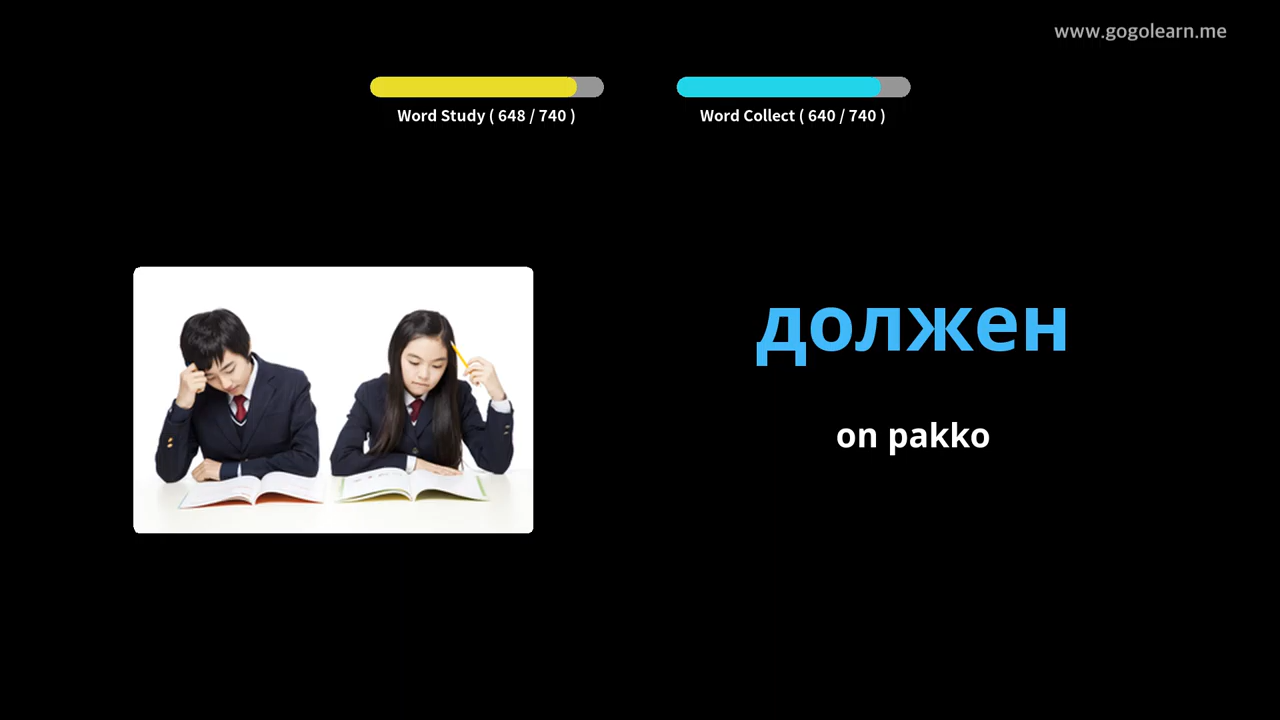 www.gogolearn.me
Word Study ( 648 / 740 )
Word Collect ( 640 / 740 )
должен
on pakko